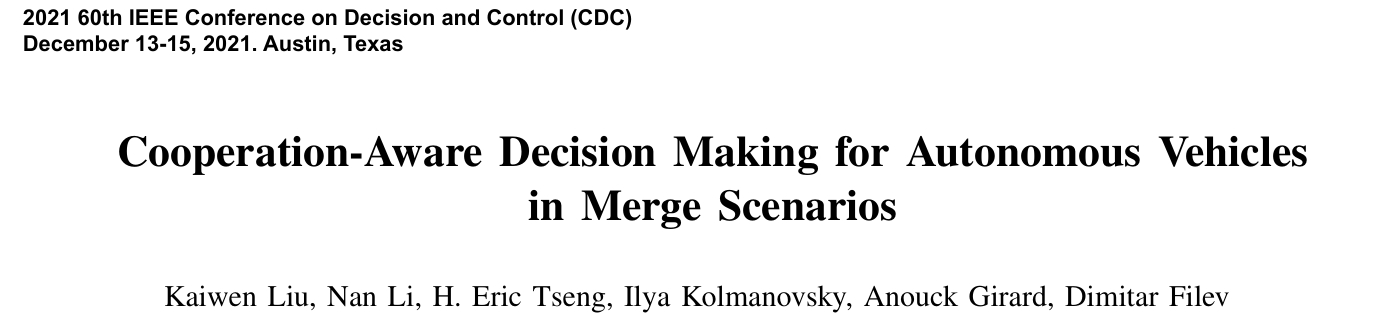 2021 60th IEEE Conference on Decision and Control (CDC)
December 13-15, 2021. Austin, Texas
Cooperation-Aware Decision Making for Autonomous Vehicles
in Merge Scenarios
Kaiwen Liu, Nan Li, H. Eric Tseng, Ilya Kolmanovsky, Anouck Girard, Dimitar Filev